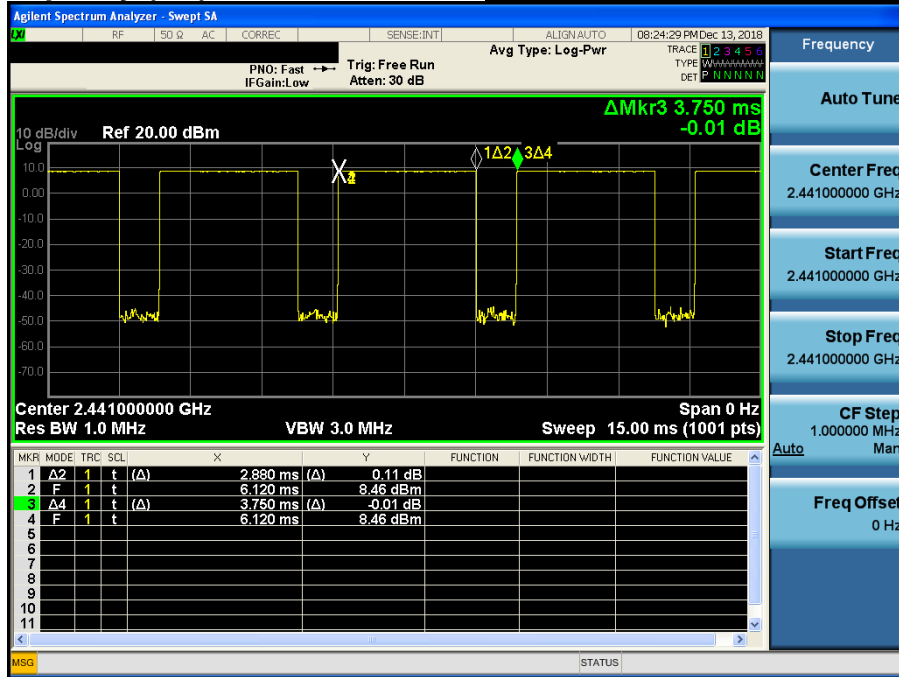 Agilent Spectrum Analyzer - Swept SA
LXI RF 50 Ω AC CORREC SENSE:INT ALIGN AUTO 08:24:29 PM Dec 13, 2018
Avg Type: Log-Pwr TRACE 1 2 3 4 5 6
PNO: Fast Trig: Free Run TYPE WWWWWWW
IFGain:Low Atten: 30 dB DET P N N N N N
ΔMkr3 3.750 ms
-0.01 dB
10 dB/div Ref 20.00 dBm
Log
10.0
0.00
-10.0
-20.0
-30.0
-40.0
-50.0
-60.0
-70.0
1Δ2 3Δ4
Center 2.441000000 GHz Span 0 Hz
Res BW 1.0 MHz VBW 3.0 MHz Sweep 15.00 ms (1001 pts)
MKR MODE TRC SCL X Y FUNCTION FUNCTION WIDTH FUNCTION VALUE
1 Δ2 1 t (Δ) 2.880 ms (Δ) 0.11 dB
2 F 1 t 6.120 ms 8.46 dBm
3 Δ4 1 t (Δ) 3.750 ms (Δ) -0.01 dB
4 F 1 t 6.120 ms 8.46 dBm
5
6
7
8
9
10
11
MSG STATUS
Frequency
Auto Tune
Center Freq
2.441000000 GHz
Start Freq
2.441000000 GHz
Stop Freq
2.441000000 GHz
CF Step
1.000000 MHz
Auto Man
Freq Offset
0 Hz